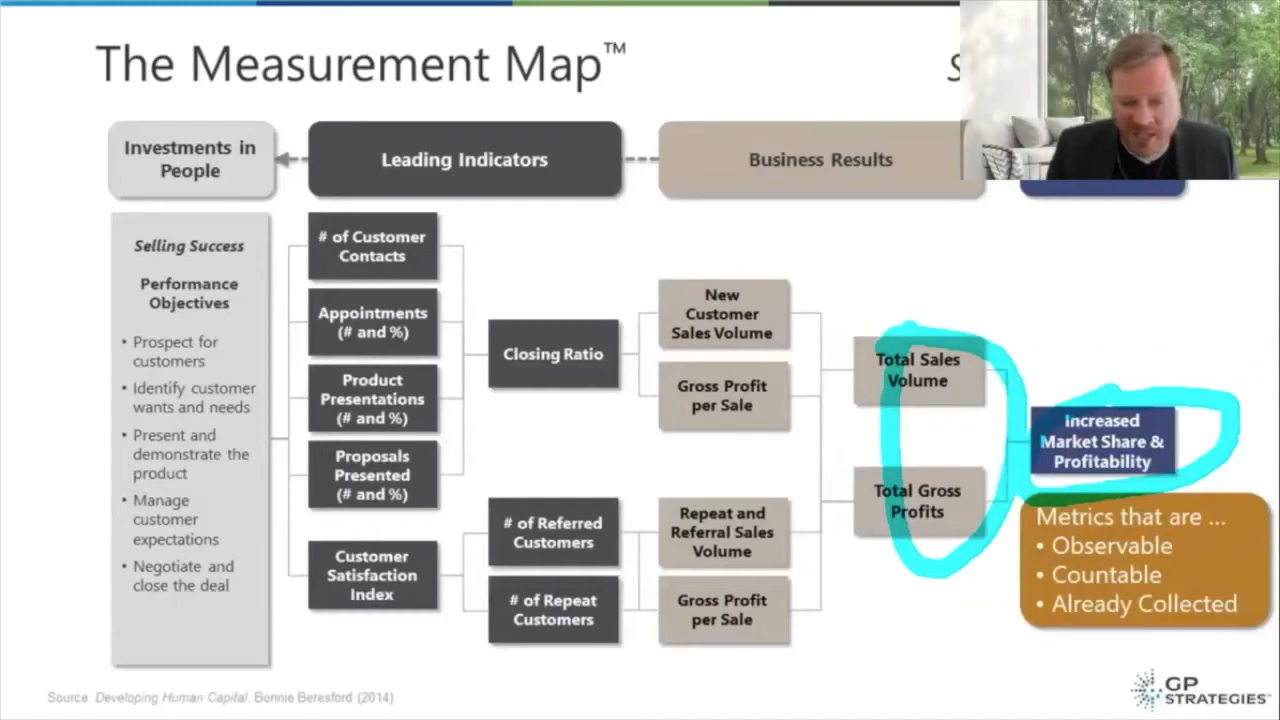 The Measurement Map™
Investments in
People
Leading Indicators
Business Results
Selling Success
Performance
Objectives
• Prospect for
customers
• Identify customer
wants and needs
• Present and
demonstrate the
product
• Manage
customer
expectations
• Negotiate and
close the deal
# of Customer
Contacts
Appointments
(# and %)
Product
Presentations
(# and %)
Proposals
Presented
(# and %)
Customer
Satisfaction
Index
Closing Ratio
# of Referred
Customers
# of Repeat
Customers
New
Customer
Sales Volume
Gross Profit
per Sale
Repeat and
Referral Sales
Volume
Gross Profit
per Sale
Total Sales
Volume
Total Gross
Profits
Increased
Market Share &
Profitability
Metrics that are ...
• Observable
• Countable
• Already Collected
Source: Developing Human Capital, Bonnie Beresford (2014)
GP
STRATEGIES